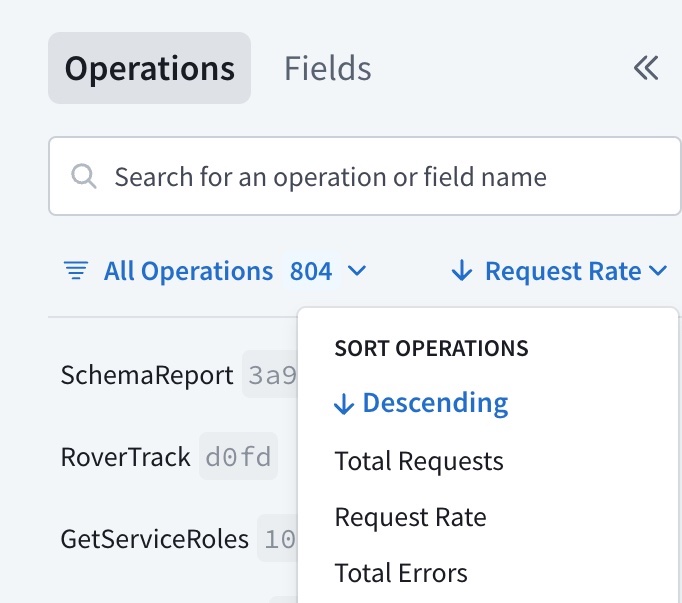 Operations Fields
Search for an operation or field name
All Operations 804 Request Rate
SORT OPERATIONS
SchemaReport 3a9
Descending
RoverTrack d0fd
Total Requests
Request Rate
GetServiceRoles 10
Total Errors